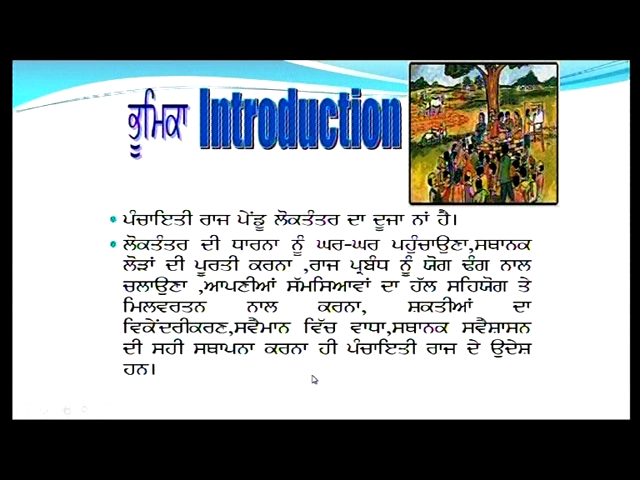 ਭੂਮਿਕਾ Introduction
• ਪੰਚਾਇਤੀ ਰਾਜ ਪੇਂਡੂ ਲੋਕਤੰਤਰ ਦਾ ਦੂਜਾ ਨਾਂ ਹੈ।
• ਲੋਕਤੰਤਰ ਦੀ ਧਾਰਨਾ ਨੂੰ ਘਰ-ਘਰ ਪਹੁੰਚਾਉਣਾ,ਸਥਾਨਕ
ਲੋੜਾਂ ਦੀ ਪੂਰਤੀ ਕਰਨਾ ,ਰਾਜ ਪ੍ਰਬੰਧ ਨੂੰ ਯੋਗ ਢੰਗ ਨਾਲ
ਚਲਾਉਣਾ ,ਆਪਣੀਆਂ ਸੱਮਸਿਆਵਾਂ ਦਾ ਹੱਲ ਸਹਿਯੋਗ ਤੇ
ਮਿਲਵਰਤਨ ਨਾਲ ਕਰਨਾ, ਸ਼ਕਤੀਆਂ ਦਾ
ਵਿਕੇਂਦਰੀਕਰਣ,ਸਵੈਮਾਨ ਵਿੱਚ ਵਾਧਾ,ਸਥਾਨਕ ਸਵੈਸ਼ਾਸਨ
ਦੀ ਸਹੀ ਸਥਾਪਨਾ ਕਰਨਾ ਹੀ ਪੰਚਾਇਤੀ ਰਾਜ ਦੇ ਉਦੇਸ਼
ਹਨ।